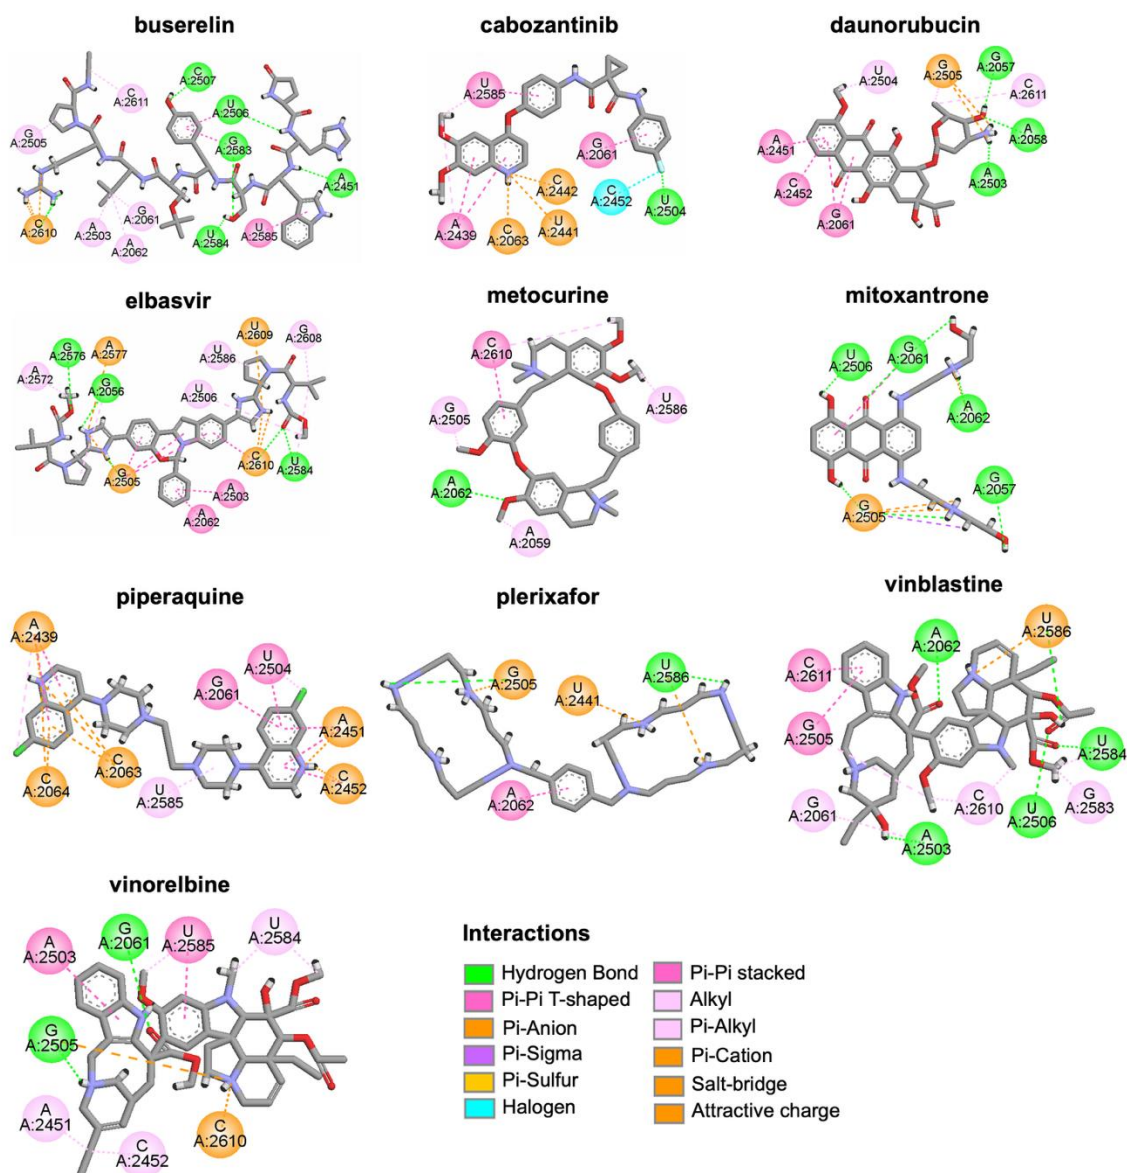 buserelin
C
A:2507
C
A:2611
U
A:2506
G
A:2505
G
A:2583
A
A:2451
C
A:2610
G
A:2061
A
A:2503
A
A:2062
U
A:2584
U
A:2585
cabozantinib
U
A:2585
G
A:2061
C
A:2442
C
A:2452
U
A:2504
A
A:2439
C
A:2063
U
A:2441
daunorubucin
U
A:2504
G
A:2505
G
A:2057
C
A:2611
A
A:2451
A
A:2058
C
A:2452
A
A:2503
G
A:2061
elbasvir
G
A:2576
A
A:2577
U
A:2609
G
A:2608
U
A:2586
A
A:2572
G
A:2056
U
A:2506
G
A:2505
C
A:2610
U
A:2584
A
A:2503
A
A:2062
metocurine
C
A:2610
G
A:2505
U
A:2586
A
A:2062
A
A:2059
mitoxantrone
G
A:2061
U
A:2506
A
A:2062
G
A:2057
G
A:2505
piperaquine
A
A:2439
U
A:2504
G
A:2061
A
A:2451
C
A:2063
C
A:2064
C
A:2452
U
A:2585
plerixafor
G
A:2505
U
A:2441
U
A:2586
A
A:2062
vinblastine
A
A:2062
U
A:2586
C
A:2611
G
A:2505
U
A:2584
G
A:2061
C
A:2610
G
A:2583
U
A:2506
A
A:2503
vinorelbine
G
A:2061
U
A:2585
U
A:2584
A
A:2503
G
A:2505
A
A:2451
C
A:2452
C
A:2610
Interactions
Hydrogen Bond
Pi-Pi T-shaped
Pi-Anion
Pi-Sigma
Pi-Sulfur
Halogen
Pi-Pi stacked
Alkyl
Pi-Alkyl
Pi-Cation
Salt-bridge
Attractive charge